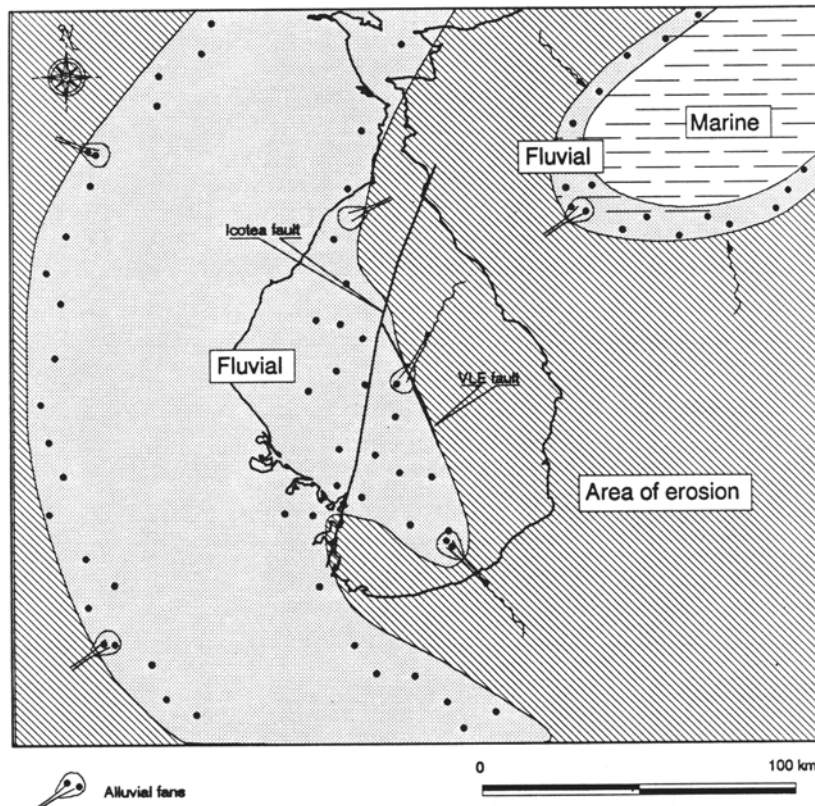 N
Marine
Fluvial
Icotea fault
Fluvial
VLE fault
Area of erosion
Alluvial fans
0 100 km